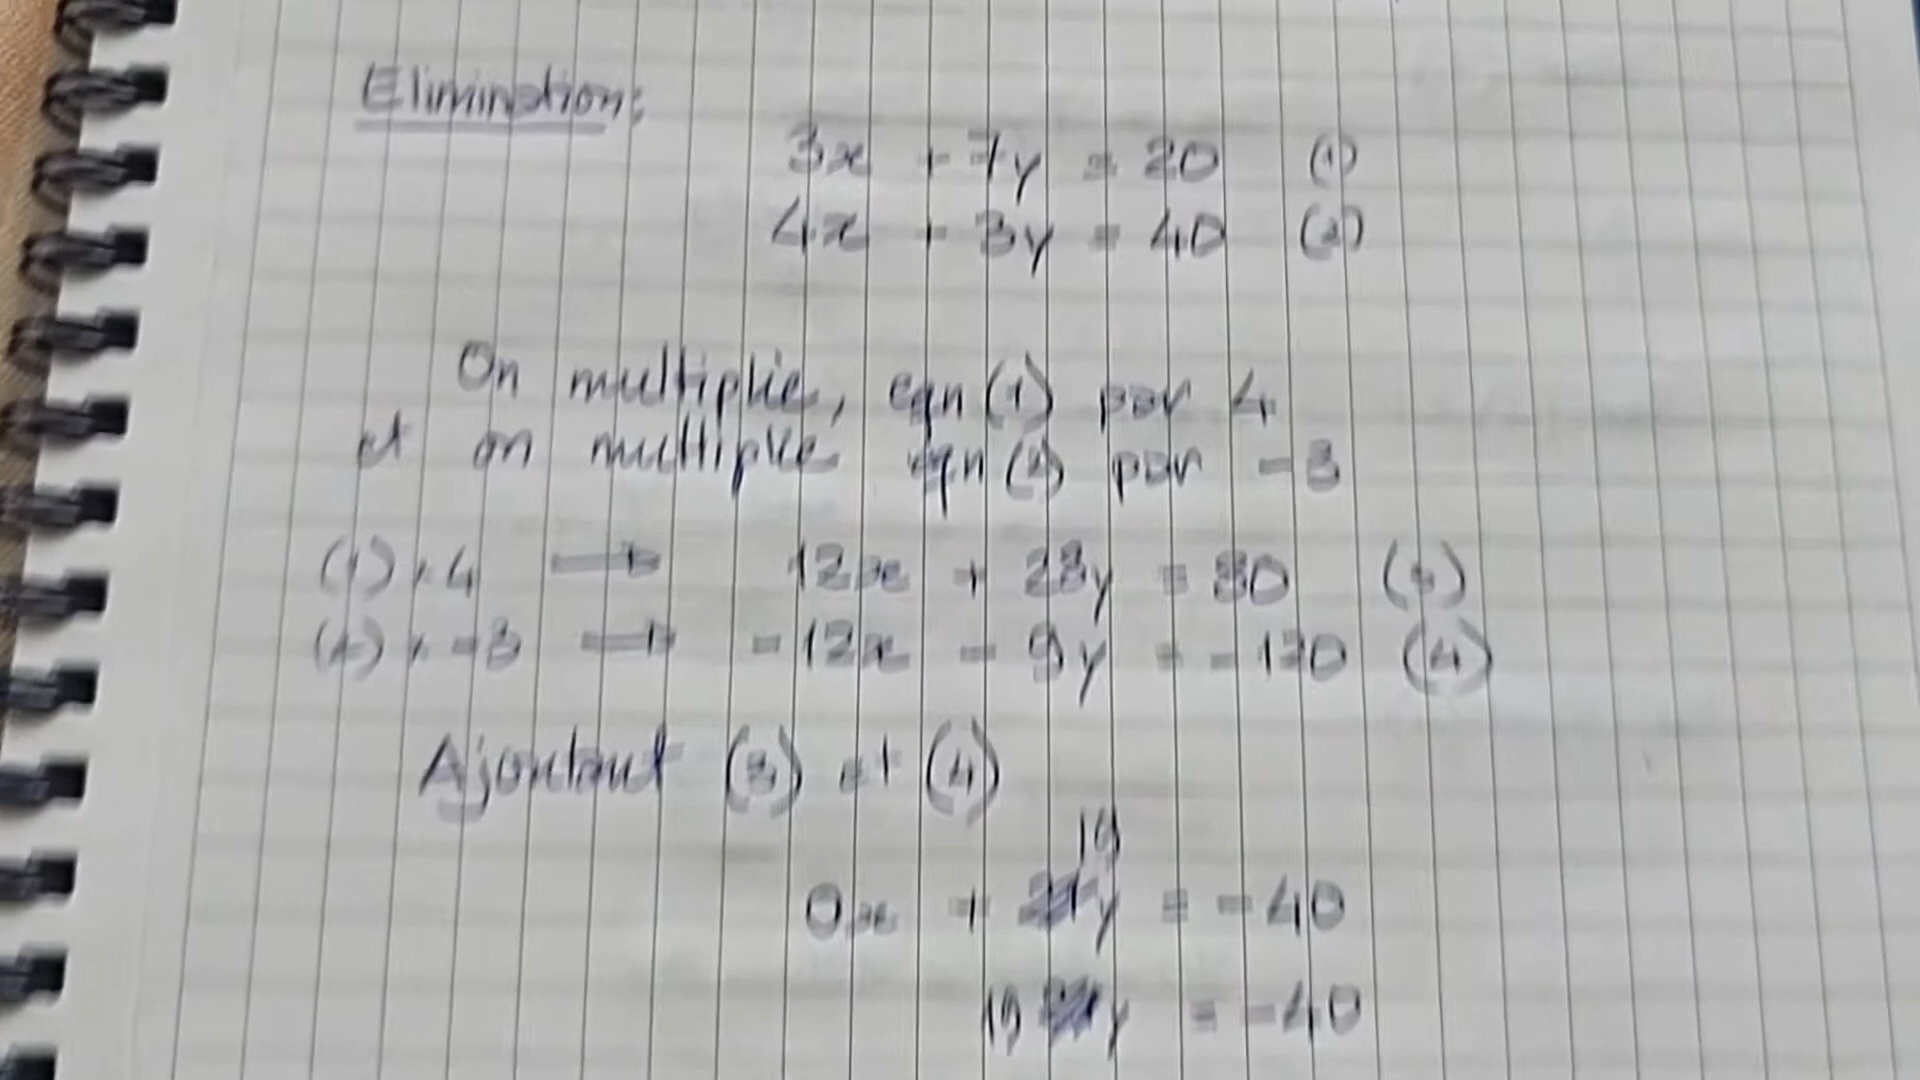 Elimination:
3x + 7y = 20 (1)
4x + 3y = 40 (2)
On multiplie, eqn (1) par 4
et on multiplie eqn (2) par -3
(1) × 4 → 12x + 28y = 80 (3)
(2) × -3 → -12x - 9y = -120 (4)
Ajoutant (3) et (4)
19
0x + y = -40
19 y = -40